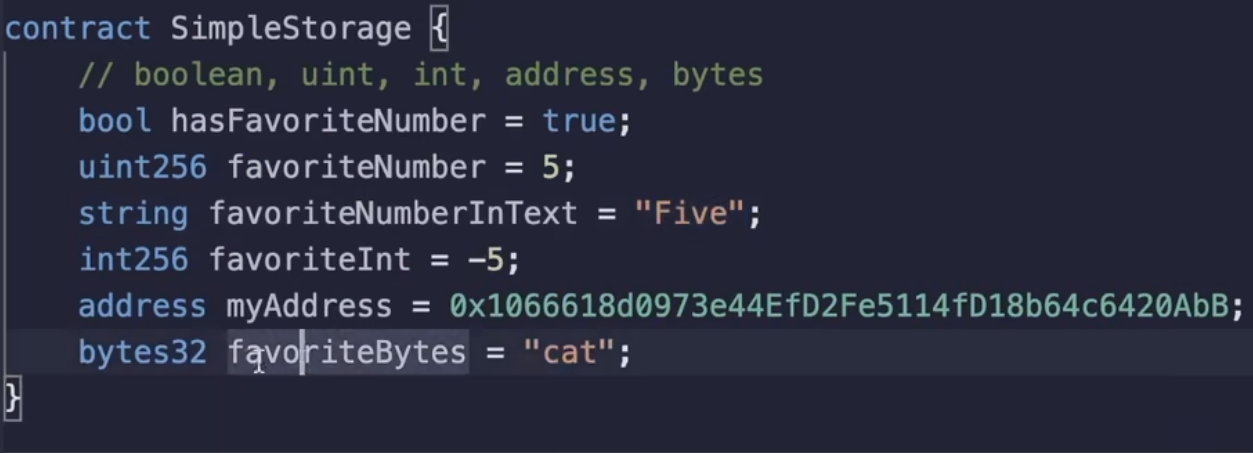 contract SimpleStorage {
// boolean, uint, int, address, bytes
bool hasFavoriteNumber = true;
uint256 favoriteNumber = 5;
string favoriteNumberInText = "Five";
int256 favoriteInt = -5;
address myAddress = 0x1066618d0973e44EfD2Fe5114fD18b64c6420AbB;
bytes32 favoriteBytes = "cat";
}